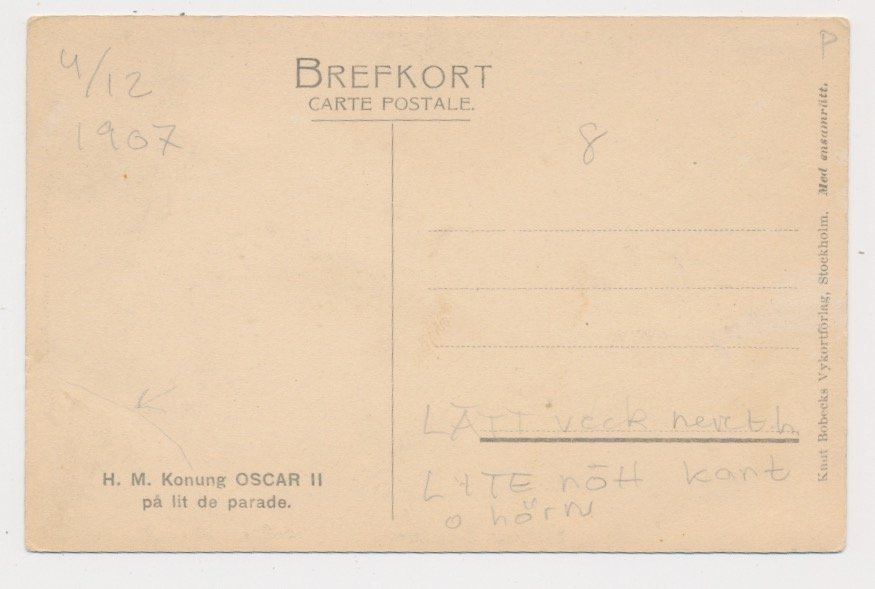 4/12
1907
BREFKORT
CARTE POSTALE.
P
8
Knut Bobecks Vykortförlag, Stockholm. Med ensamrätt.
LÄTT veck nere t h
LITE nött kant
o hörn
H. M. Konung OSCAR II
på lit de parade.